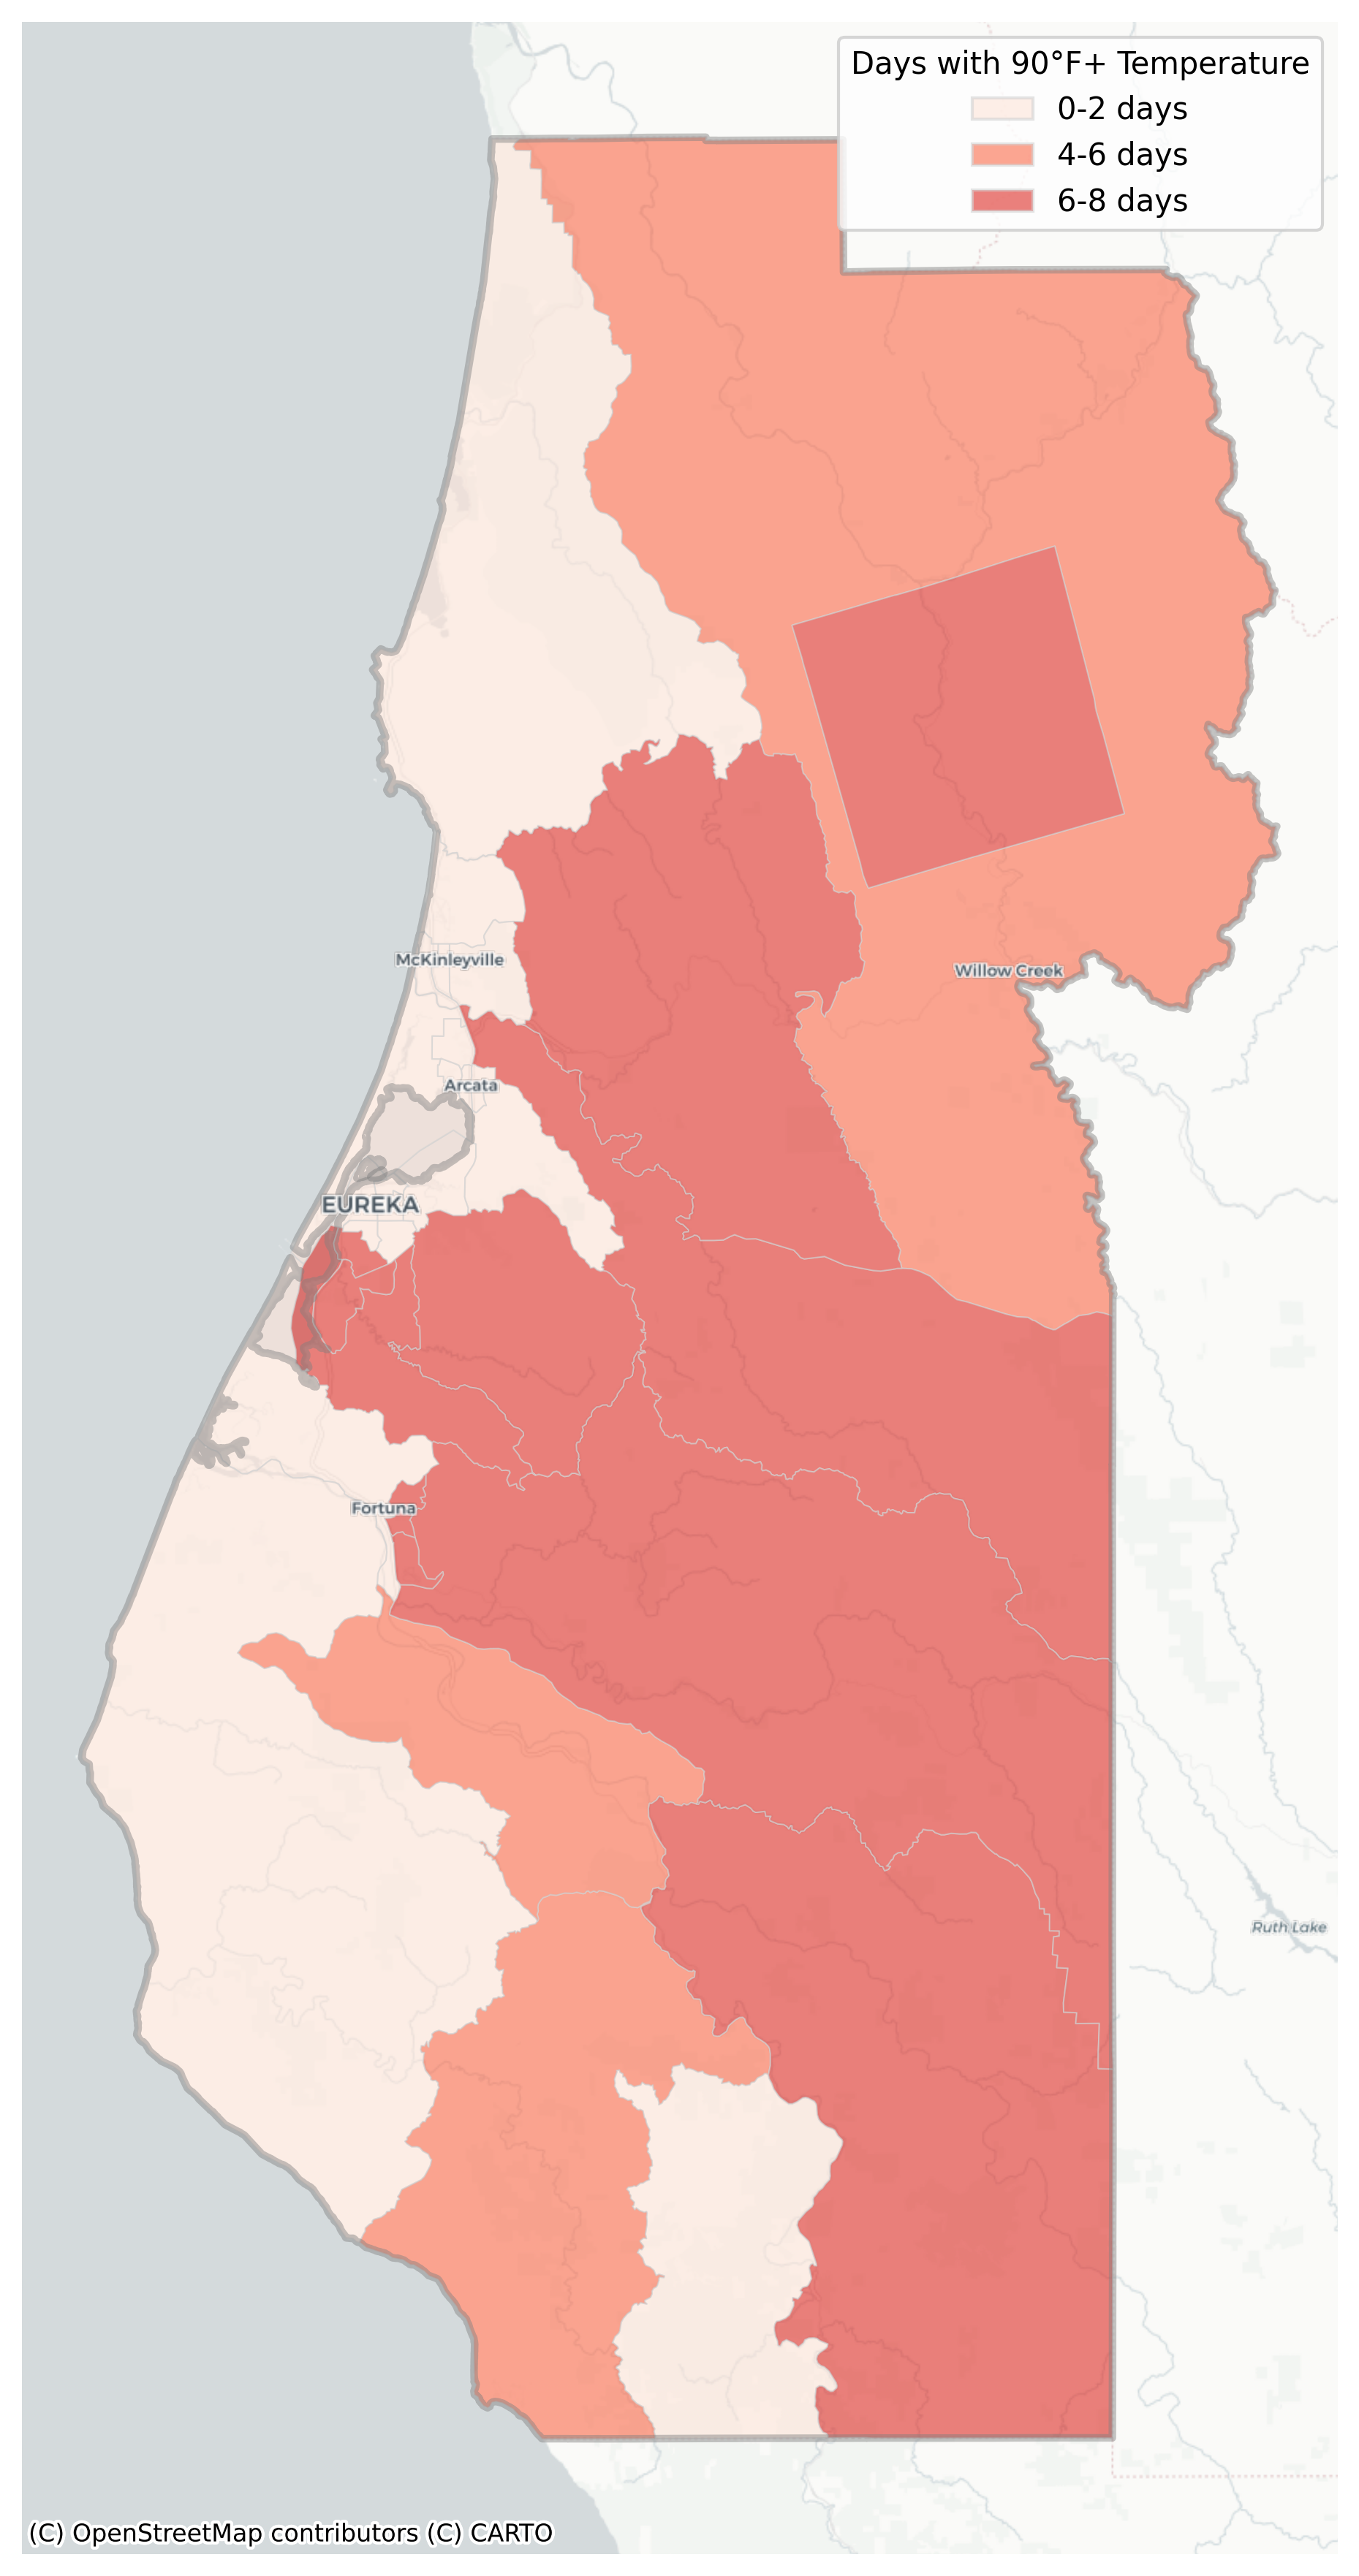 Days with 90°F+ Temperature
0-2 days
4-6 days
6-8 days
McKinleyville
Willow Creek
Arcata
EUREKA
Fortuna
Ruth Lake
(C) OpenStreetMap contributors (C) CARTO